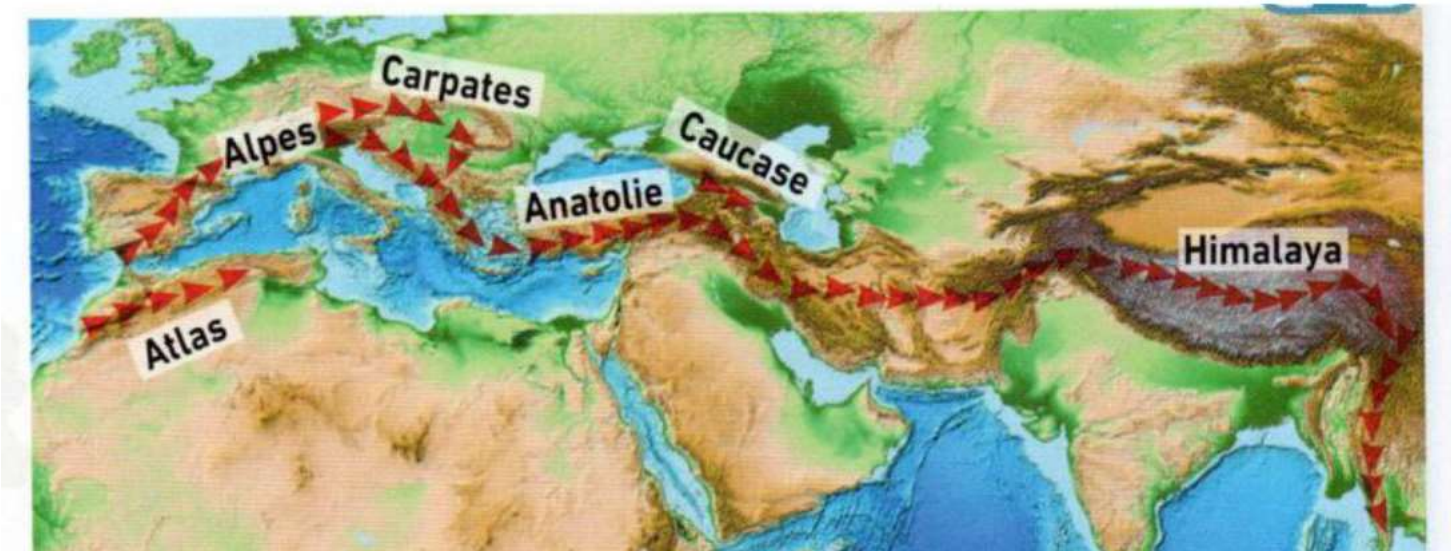 Carpates
Alpes
Caucase
Anatolie
Himalaya
Atlas